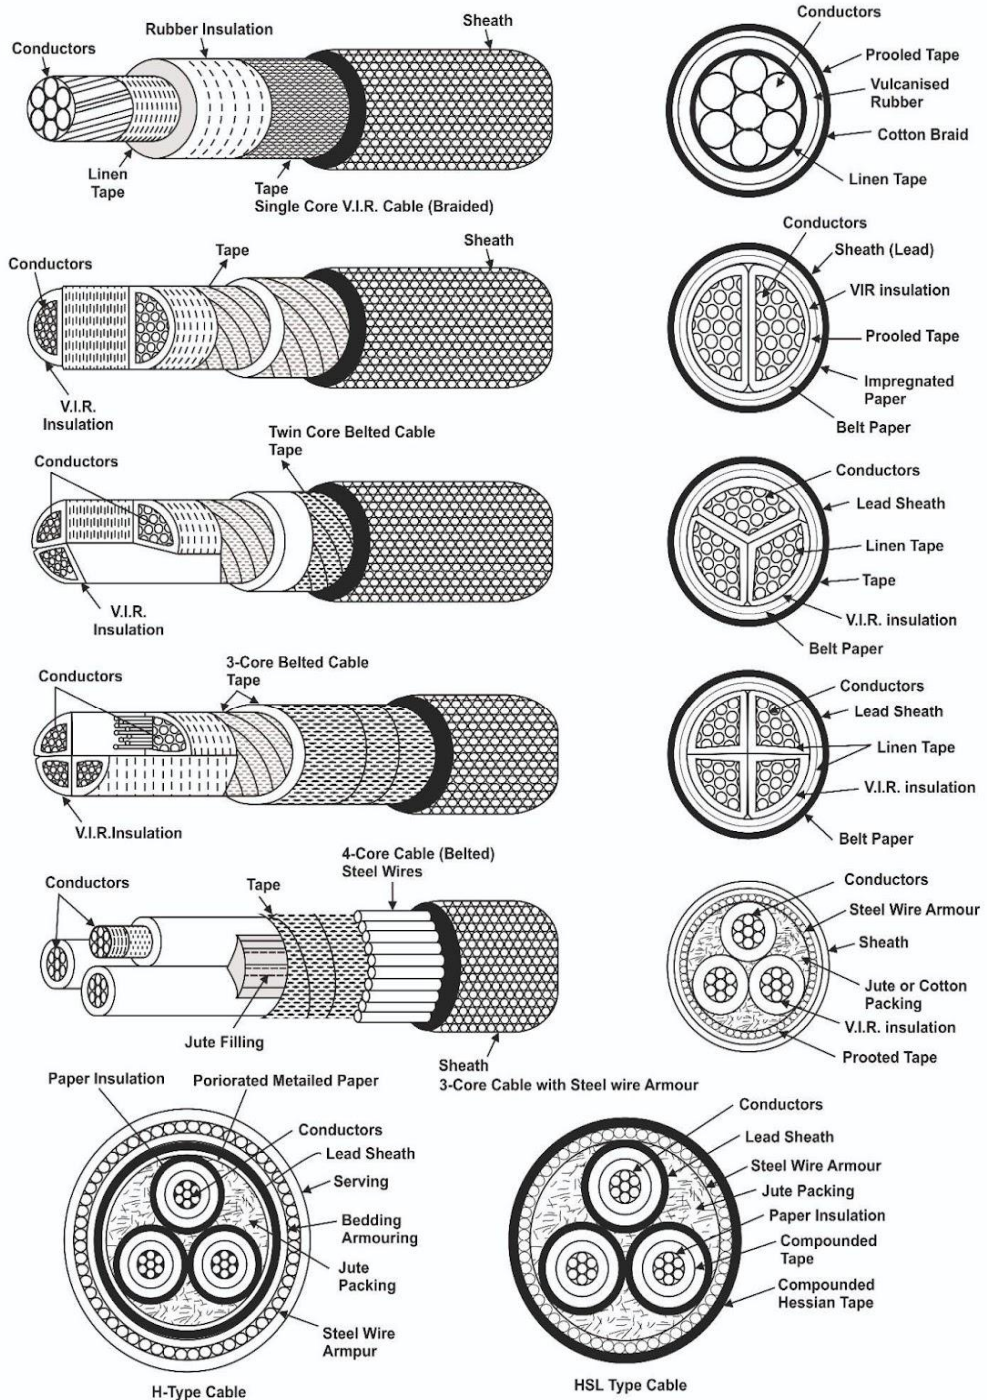 Conductors
Rubber Insulation
Sheath
Linen
Tape
Tape
Single Core V.I.R. Cable (Braided)
Conductors
Prooled Tape
Vulcanised
Rubber
Cotton Braid
Linen Tape
Conductors
Tape
Sheath
V.I.R.
Insulation
Conductors
Sheath (Lead)
VIR insulation
Prooled Tape
Impregnated
Paper
Belt Paper
Twin Core Belted Cable
Tape
Conductors
V.I.R.
Insulation
Conductors
Lead Sheath
Linen Tape
Tape
V.I.R. insulation
Belt Paper
3-Core Belted Cable
Tape
Conductors
V.I.R.Insulation
Conductors
Lead Sheath
Linen Tape
V.I.R. insulation
Belt Paper
4-Core Cable (Belted)
Steel Wires
Conductors
Tape
Jute Filling
Sheath
3-Core Cable with Steel wire Armour
Conductors
Steel Wire Armour
Sheath
Jute or Cotton
Packing
V.I.R. insulation
Prooted Tape
Paper Insulation
Poriorated Metailed Paper
Conductors
Lead Sheath
Serving
Bedding
Armouring
Jute
Packing
Steel Wire
Armpur
H-Type Cable
Conductors
Lead Sheath
Steel Wire Armour
Jute Packing
Paper Insulation
Compounded
Tape
Compounded
Hessian Tape
HSL Type Cable